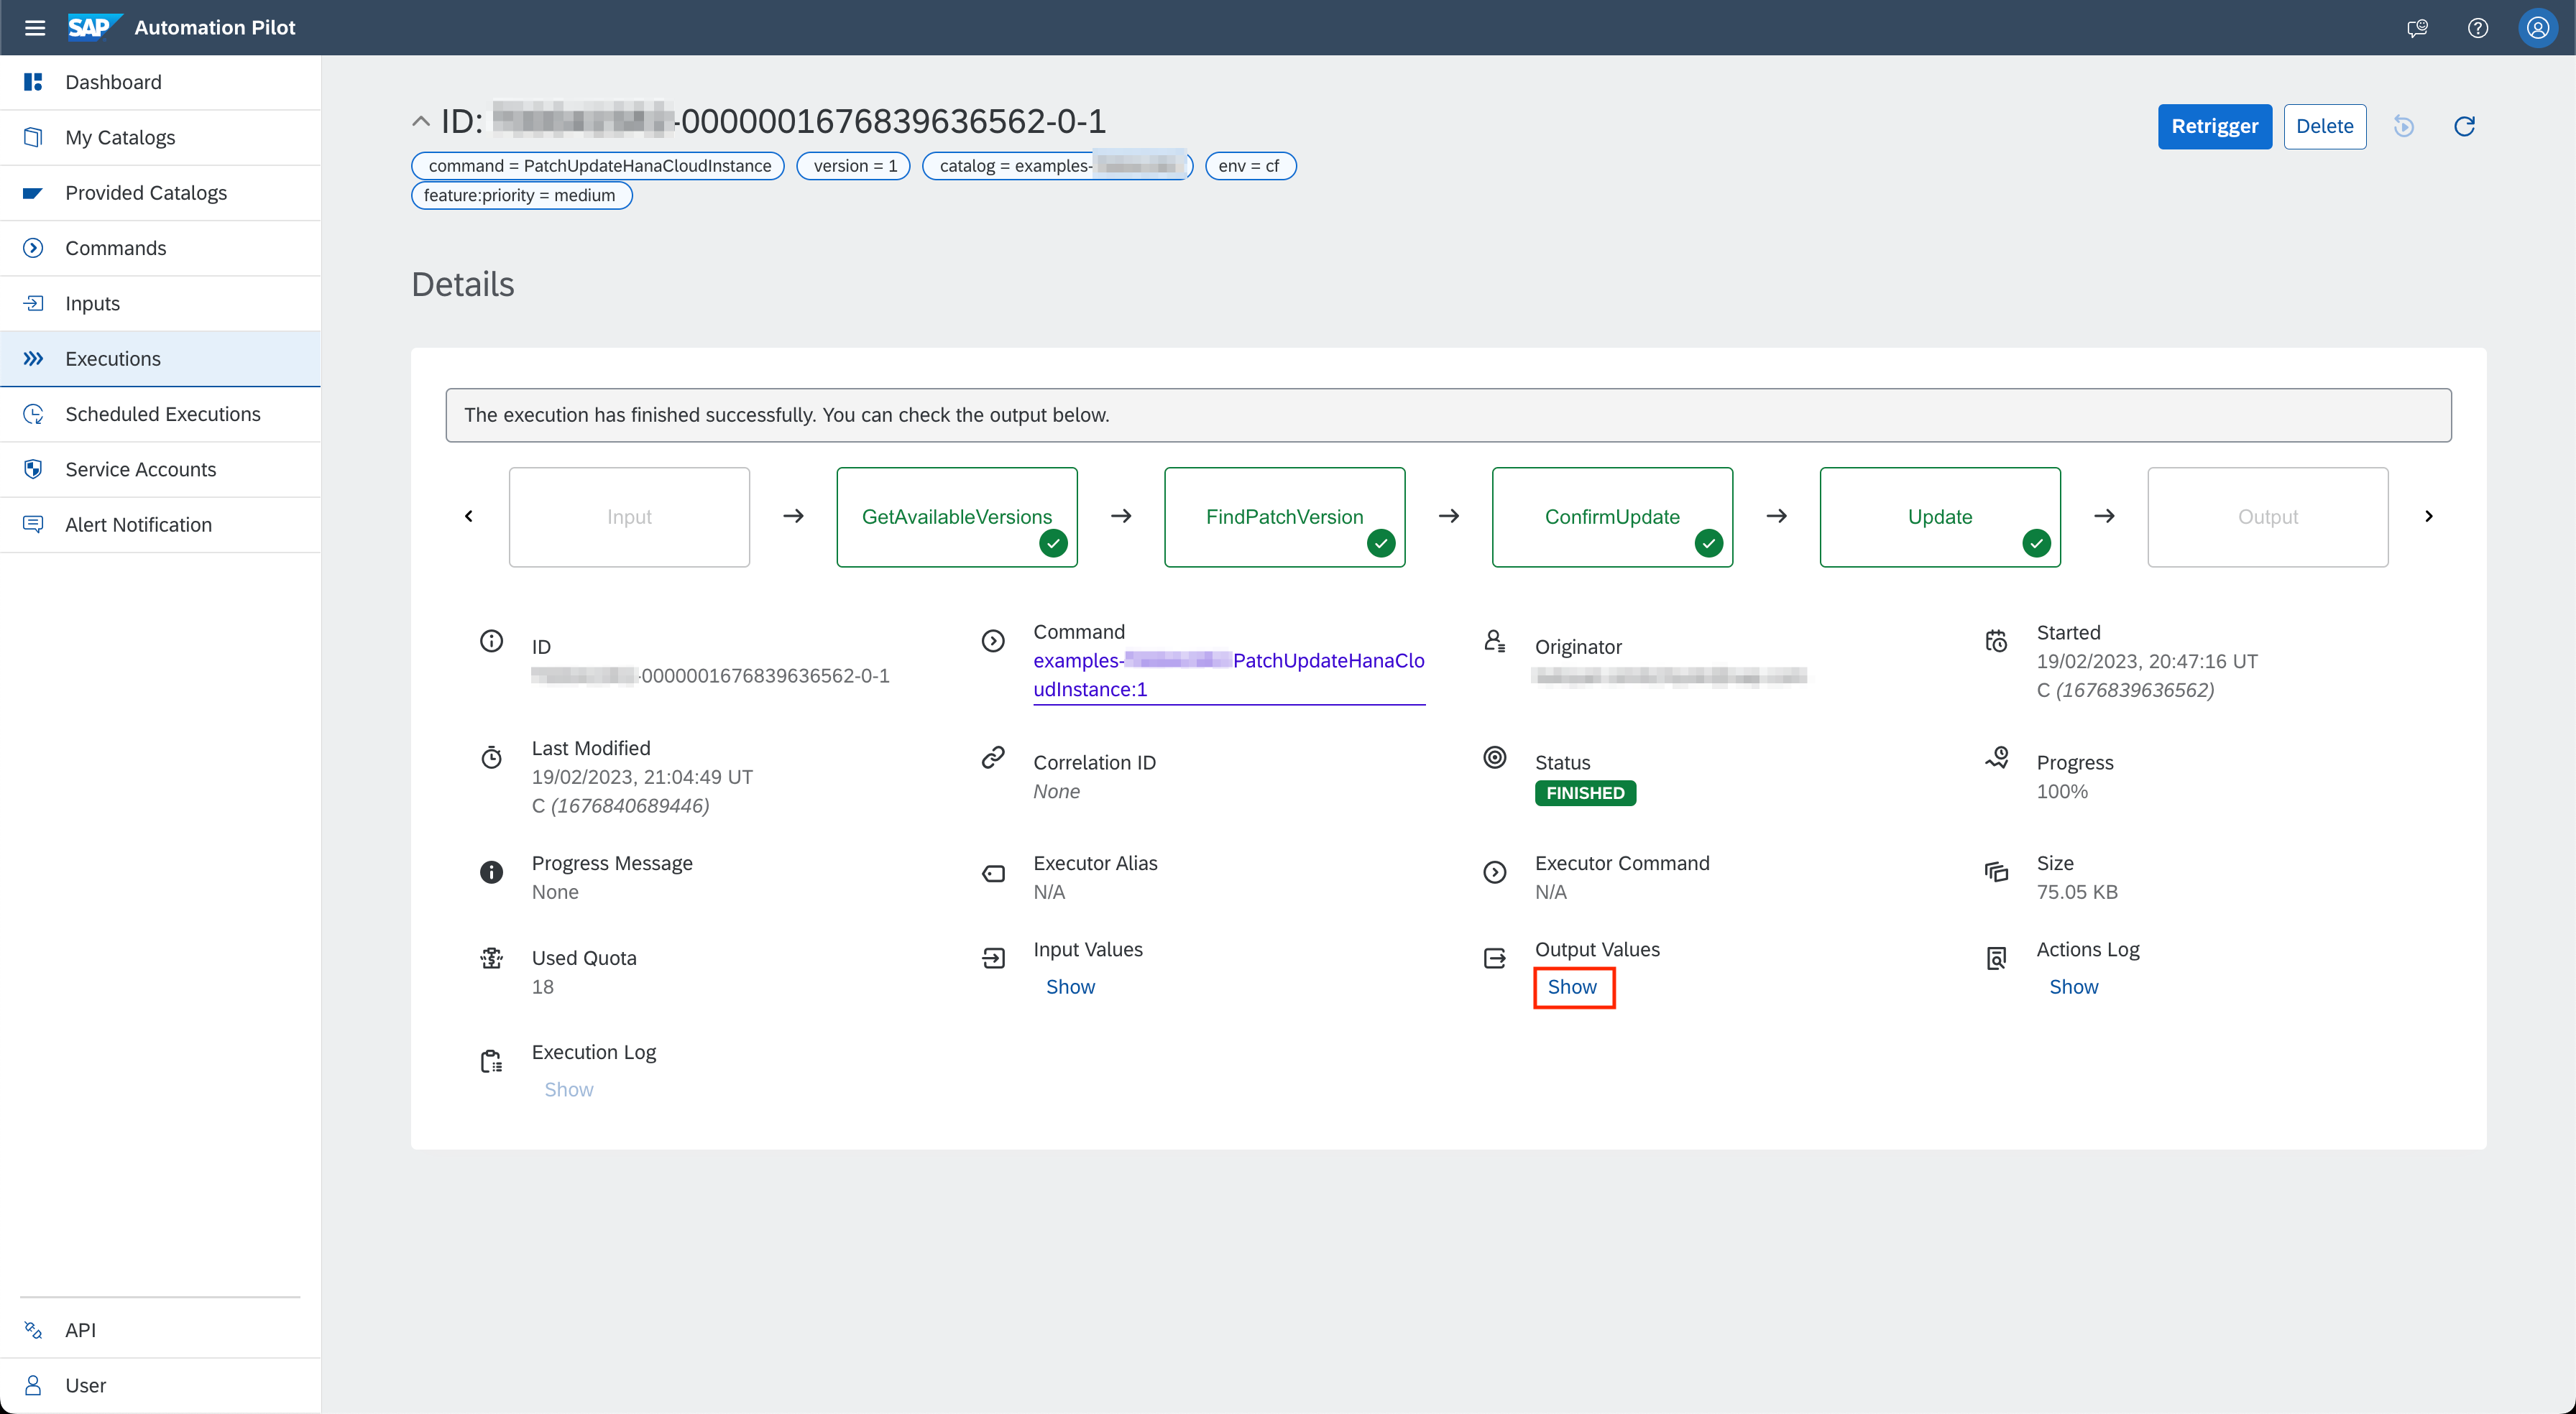 SAP Automation Pilot
Dashboard
My Catalogs
Provided Catalogs
Commands
Inputs
Executions
Scheduled Executions
Service Accounts
Alert Notification
API
User
ID: -0000001676839636562-0-1
Retrigger
Delete
command = PatchUpdateHanaCloudInstance
version = 1
catalog = examples-
env = cf
feature:priority = medium
Details
The execution has finished successfully. You can check the output below.
Input
GetAvailableVersions
FindPatchVersion
ConfirmUpdate
Update
Output
ID
-0000001676839636562-0-1
Command
examples- PatchUpdateHanaClo
udInstance:1
Originator
Started
19/02/2023, 20:47:16 UT
C (1676839636562)
Last Modified
19/02/2023, 21:04:49 UT
C (1676840689446)
Correlation ID
None
Status
FINISHED
Progress
100%
Progress Message
None
Executor Alias
N/A
Executor Command
N/A
Size
75.05 KB
Used Quota
18
Input Values
Show
Output Values
Show
Actions Log
Show
Execution Log
Show